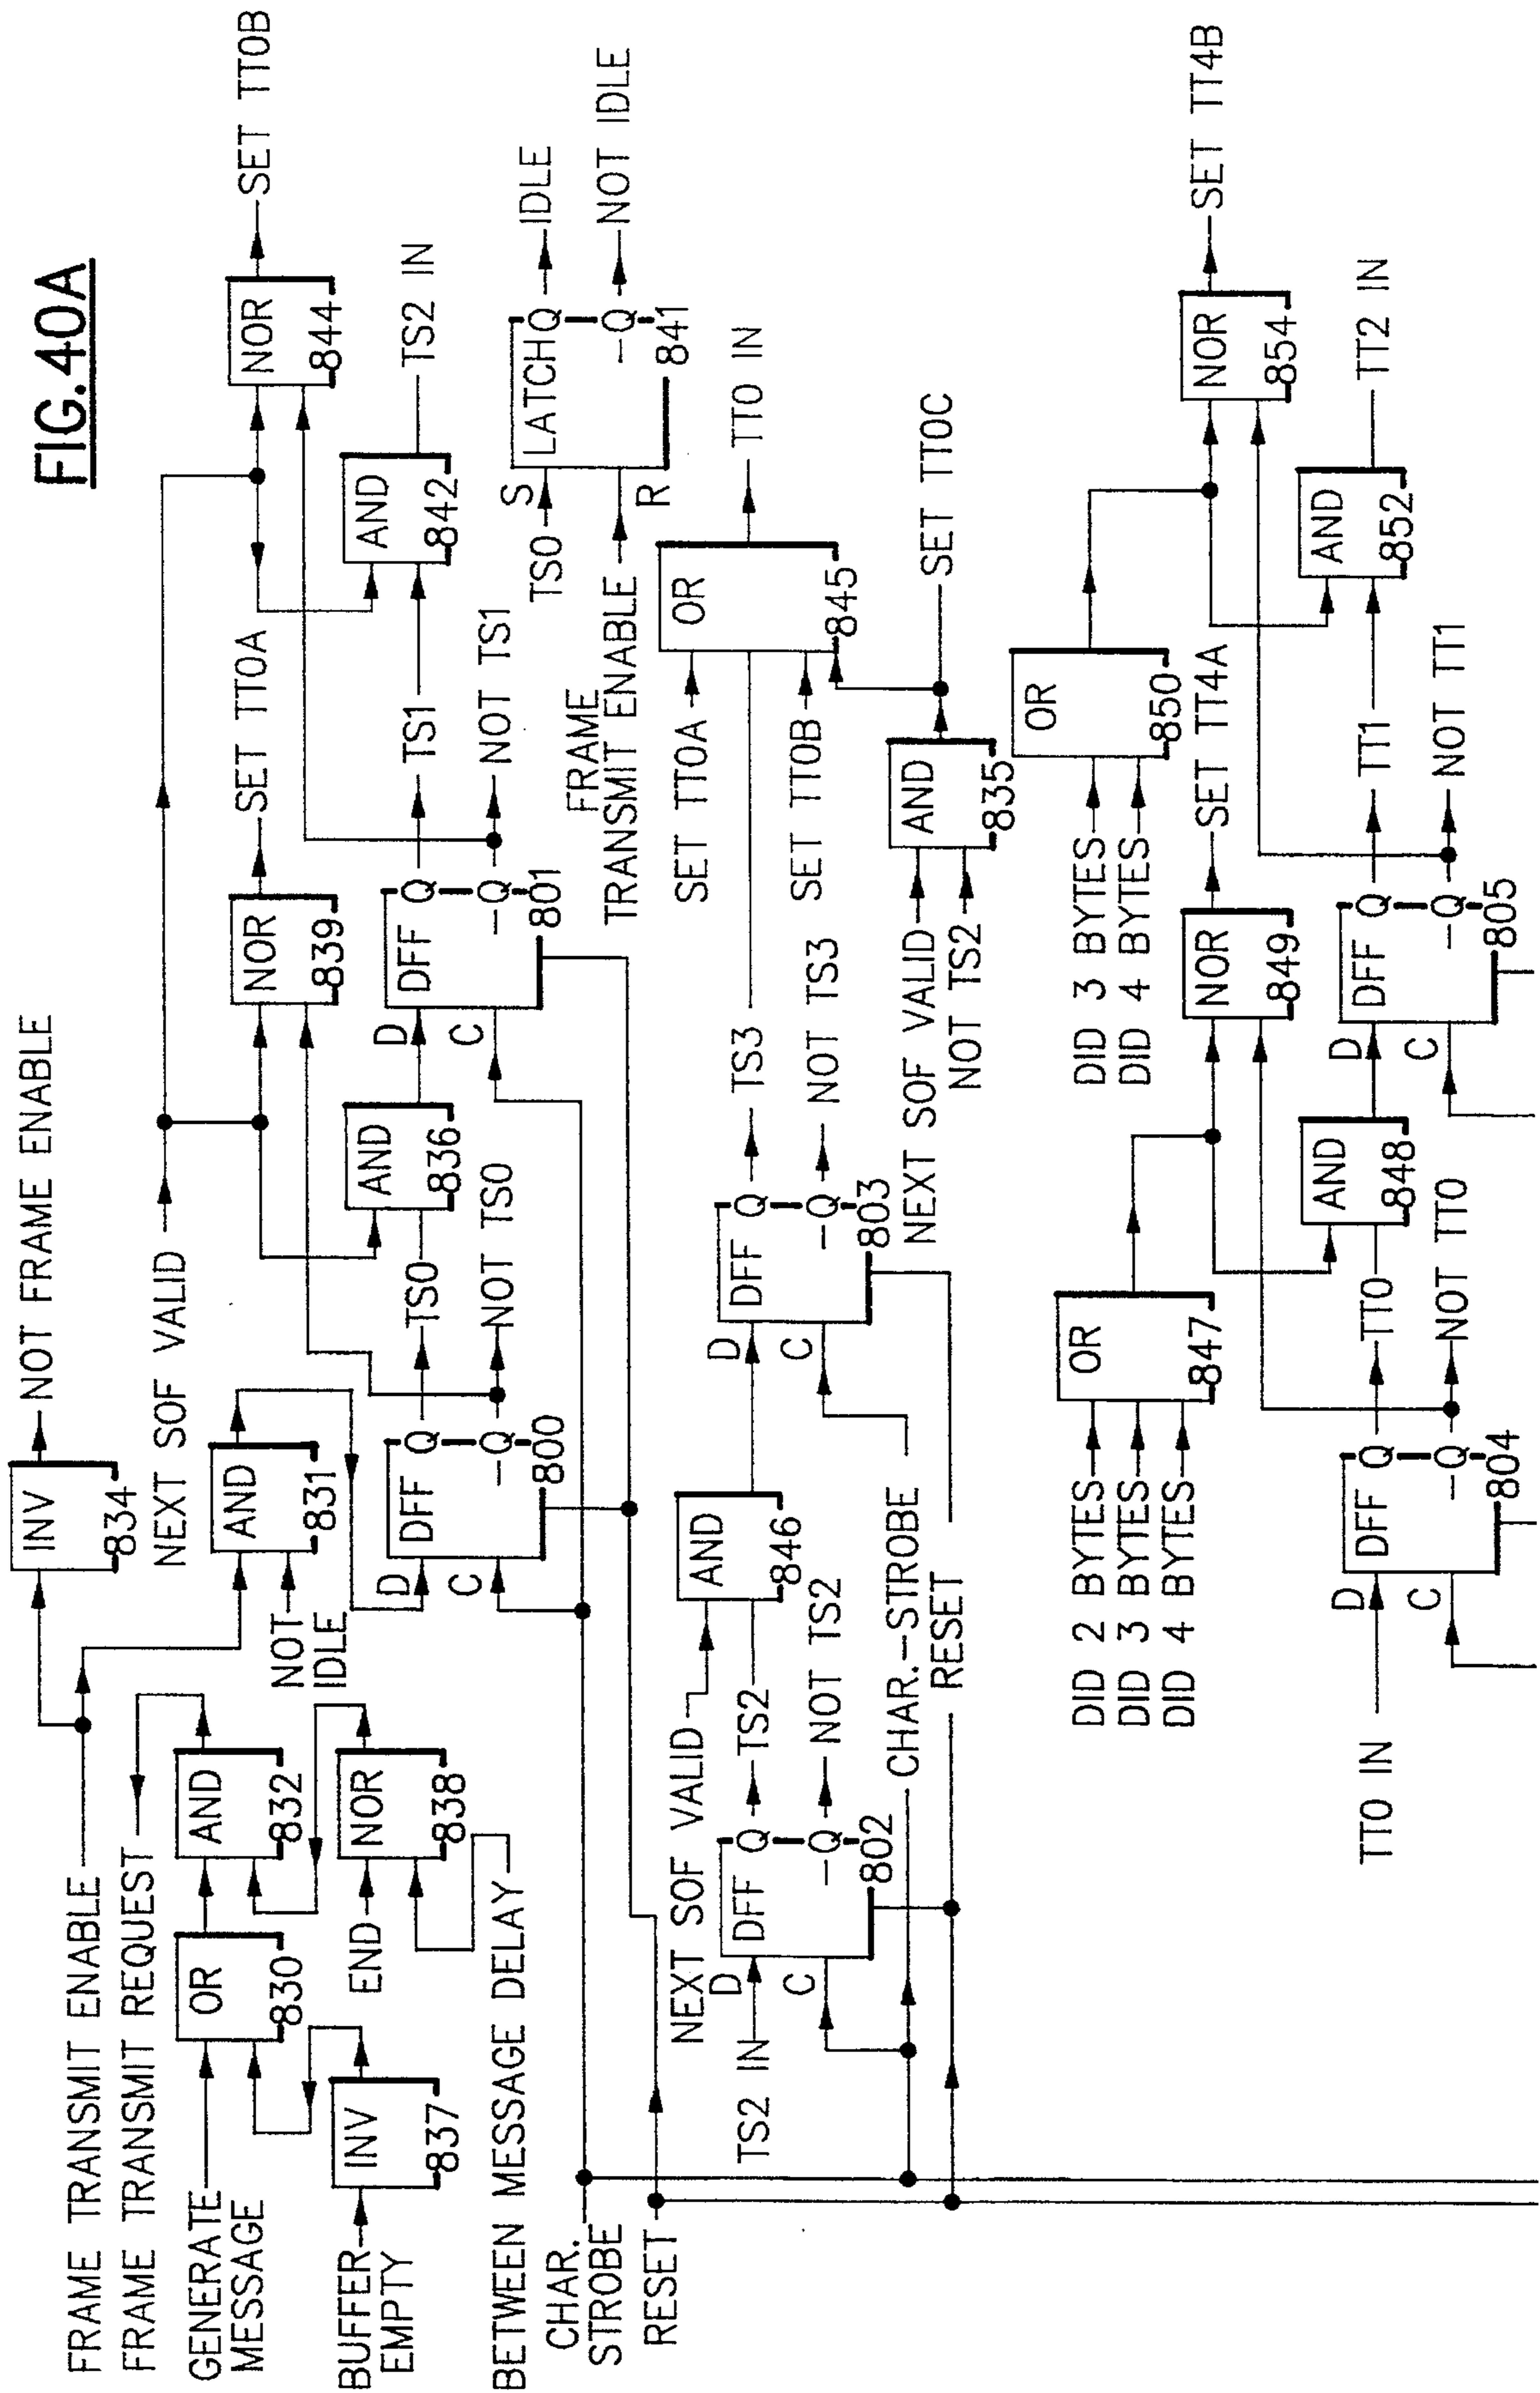 FIG.40A
INV
834
NOT FRAME ENABLE
FRAME TRANSMIT ENABLE
FRAME TRANSMIT REQUEST
GENERATE
MESSAGE
OR
830
AND
832
NOT
IDLE
AND
831
NEXT SOF VALID
BUFFER
EMPTY
INV
837
END
NOR
838
BETWEEN MESSAGE DELAY
CHAR.
STROBE
RESET
D
C
DFF Q
-Q
800
TS0
NOT TS0
AND
836
NOR
839
SET TT0A
D
C
DFF Q
-Q
801
TS1
NOT TS1
AND
842
TS2 IN
NOR
844
SET TT0B
TS0
S
FRAME
TRANSMIT ENABLE
R
LATCH Q
-Q
841
IDLE
NOT IDLE
NEXT SOF VALID
TS2 IN
D
C
DFF Q
-Q
802
TS2
NOT TS2
AND
846
D
C
DFF Q
-Q
803
TS3
NOT TS3
CHAR.-STROBE
RESET
SET TT0A
SET TT0B
OR
845
TT0 IN
NEXT SOF VALID
NOT TS2
AND
835
SET TT0C
DID 2 BYTES
DID 3 BYTES
DID 4 BYTES
OR
847
NOR
849
SET TT4A
DID 3 BYTES
DID 4 BYTES
OR
850
NOR
854
SET TT4B
TT0 IN
D
C
DFF Q
-Q
804
TT0
NOT TT0
AND
848
D
C
DFF Q
-Q
805
TT1
NOT TT1
AND
852
TT2 IN